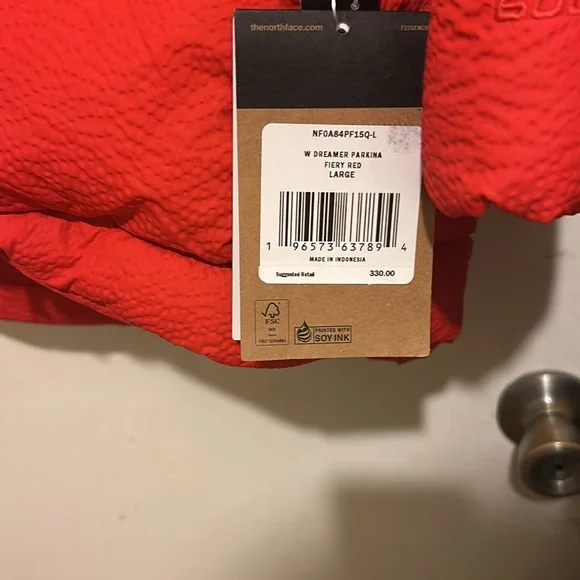 thenorthface.com
NF0A84PF15Q-L
W DREAMER PARKINA
FIERY RED
LARGE
1 96573 63789 4
MADE IN INDONESIA
Suggested Retail 330.00
FSC
MIX
PRINTED WITH
SOY INK